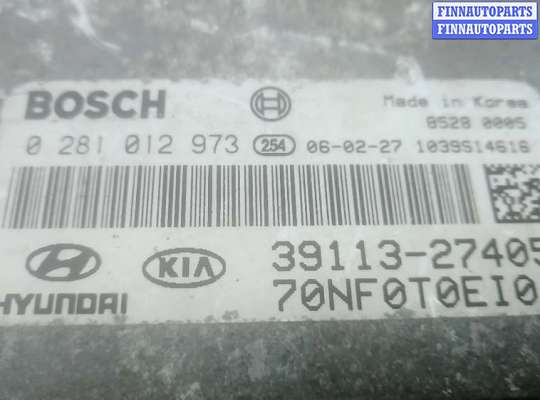 FINNAUTOPARTS
FINNAUTOPARTS
BOSCH
Made in Korea
8528 0005
0 281 012 973 254 06-02-27 1039S14616
HYUNDAI
KIA
39113-27405
70NF0T0EI0